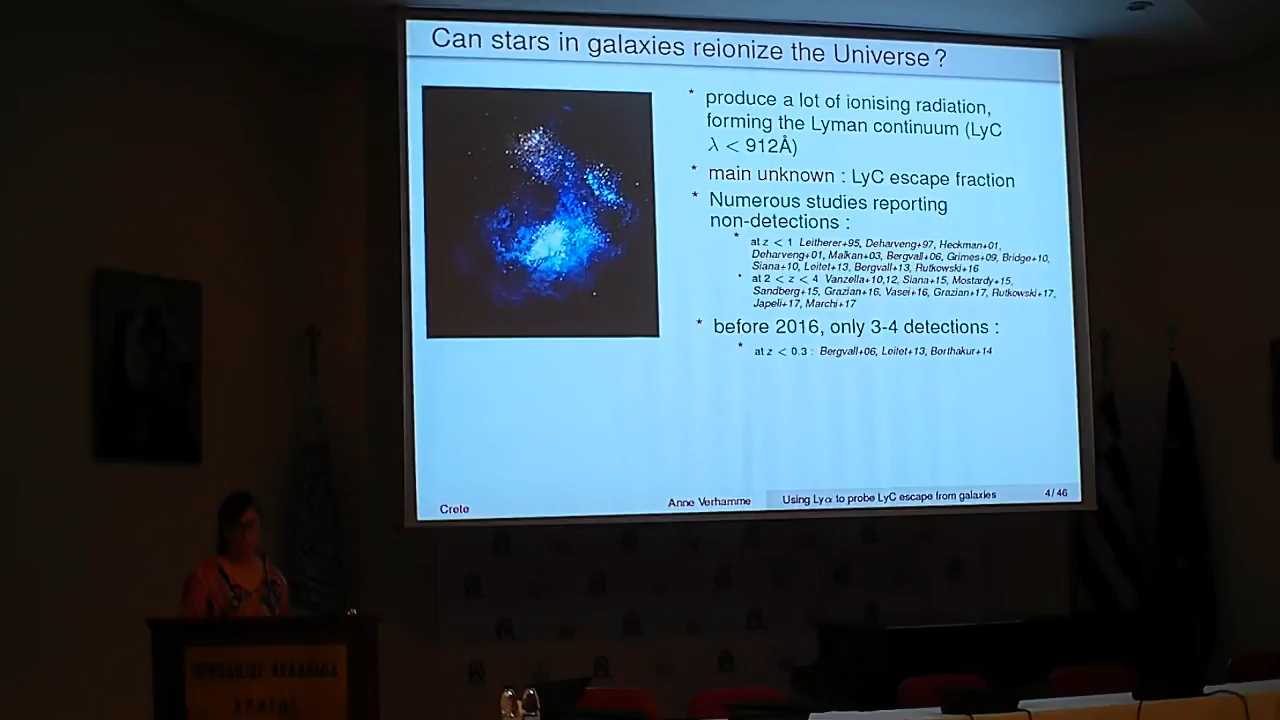 Can stars in galaxies reionize the Universe ?
* produce a lot of ionising radiation,
forming the Lyman continuum (LyC
λ < 912Å)
* main unknown : LyC escape fraction
* Numerous studies reporting
non-detections :
* at z < 1 Leitherer+95, Deharveng+97, Heckman+01,
Deharveng+01, Malkan+03, Bergvall+06, Grimes+09, Bridge+10,
Siana+10, Leitet+13, Bergvall+13, Rutkowski+16
* at 2 < z < 4 Vanzella+10,12, Siana+15, Mostardy+15,
Sandberg+15, Grazian+16, Vasei+16, Grazian+17, Rutkowski+17,
Japeli+17, Marchi+17
* before 2016, only 3-4 detections :
* at z < 0.3 : Bergvall+06, Leitet+13, Borthakur+14
Crete
Anne Verhamme
Using Lyα to probe LyC escape from galaxies
4 / 46
ΚΡΗΤΗΣ